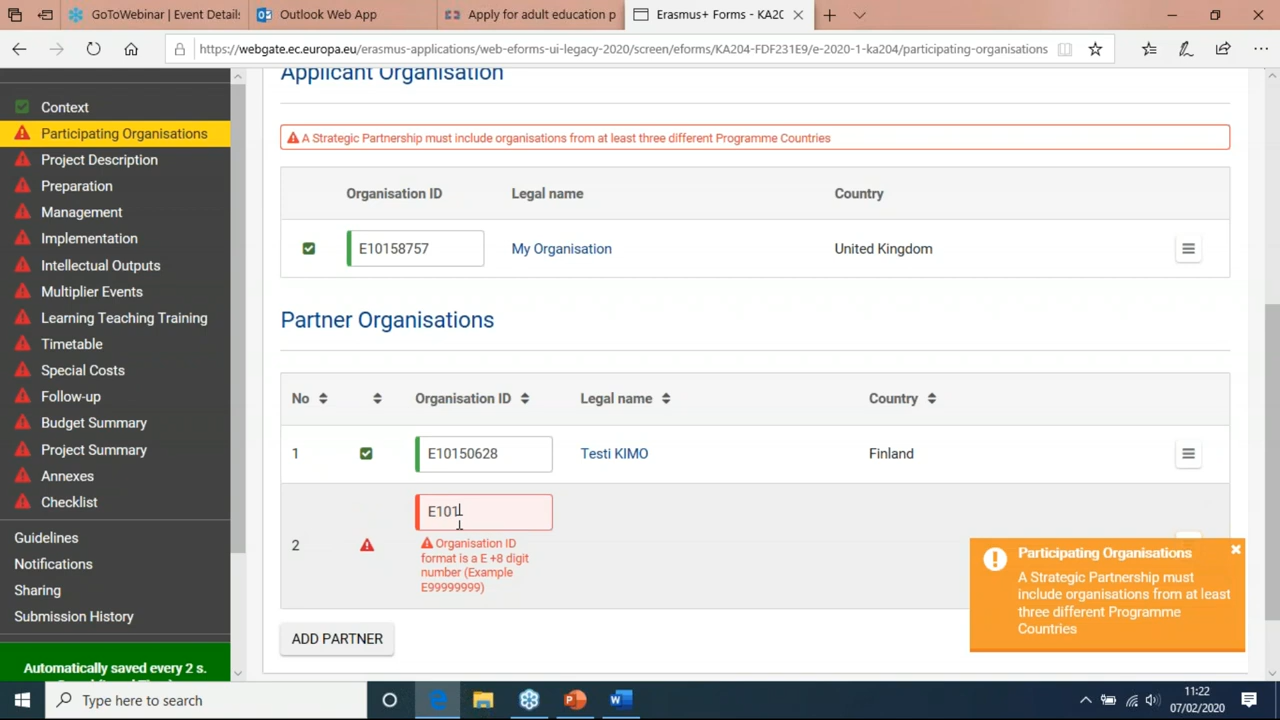 GoToWebinar | Event Details
Outlook Web App
Apply for adult education p
Erasmus+ Forms - KA20
https://webgate.ec.europa.eu/erasmus-applications/web-eforms-ui-legacy-2020/screen/eforms/KA204-FDF231E9/e-2020-1-ka204/participating-organisations
Context
Participating Organisations
Project Description
Preparation
Management
Implementation
Intellectual Outputs
Multiplier Events
Learning Teaching Training
Timetable
Special Costs
Follow-up
Budget Summary
Project Summary
Annexes
Checklist
Guidelines
Notifications
Sharing
Submission History
Automatically saved every 2 s.
Applicant Organisation
A Strategic Partnership must include organisations from at least three different Programme Countries
Organisation ID Legal name Country
E10158757 My Organisation United Kingdom
Partner Organisations
No Organisation ID Legal name Country
1 E10150628 Testi KIMO Finland
2 E101
Organisation ID
format is a E +8 digit
number (Example
E99999999)
ADD PARTNER
Participating Organisations
A Strategic Partnership must
include organisations from at least
three different Programme
Countries
Type here to search
11:22
07/02/2020